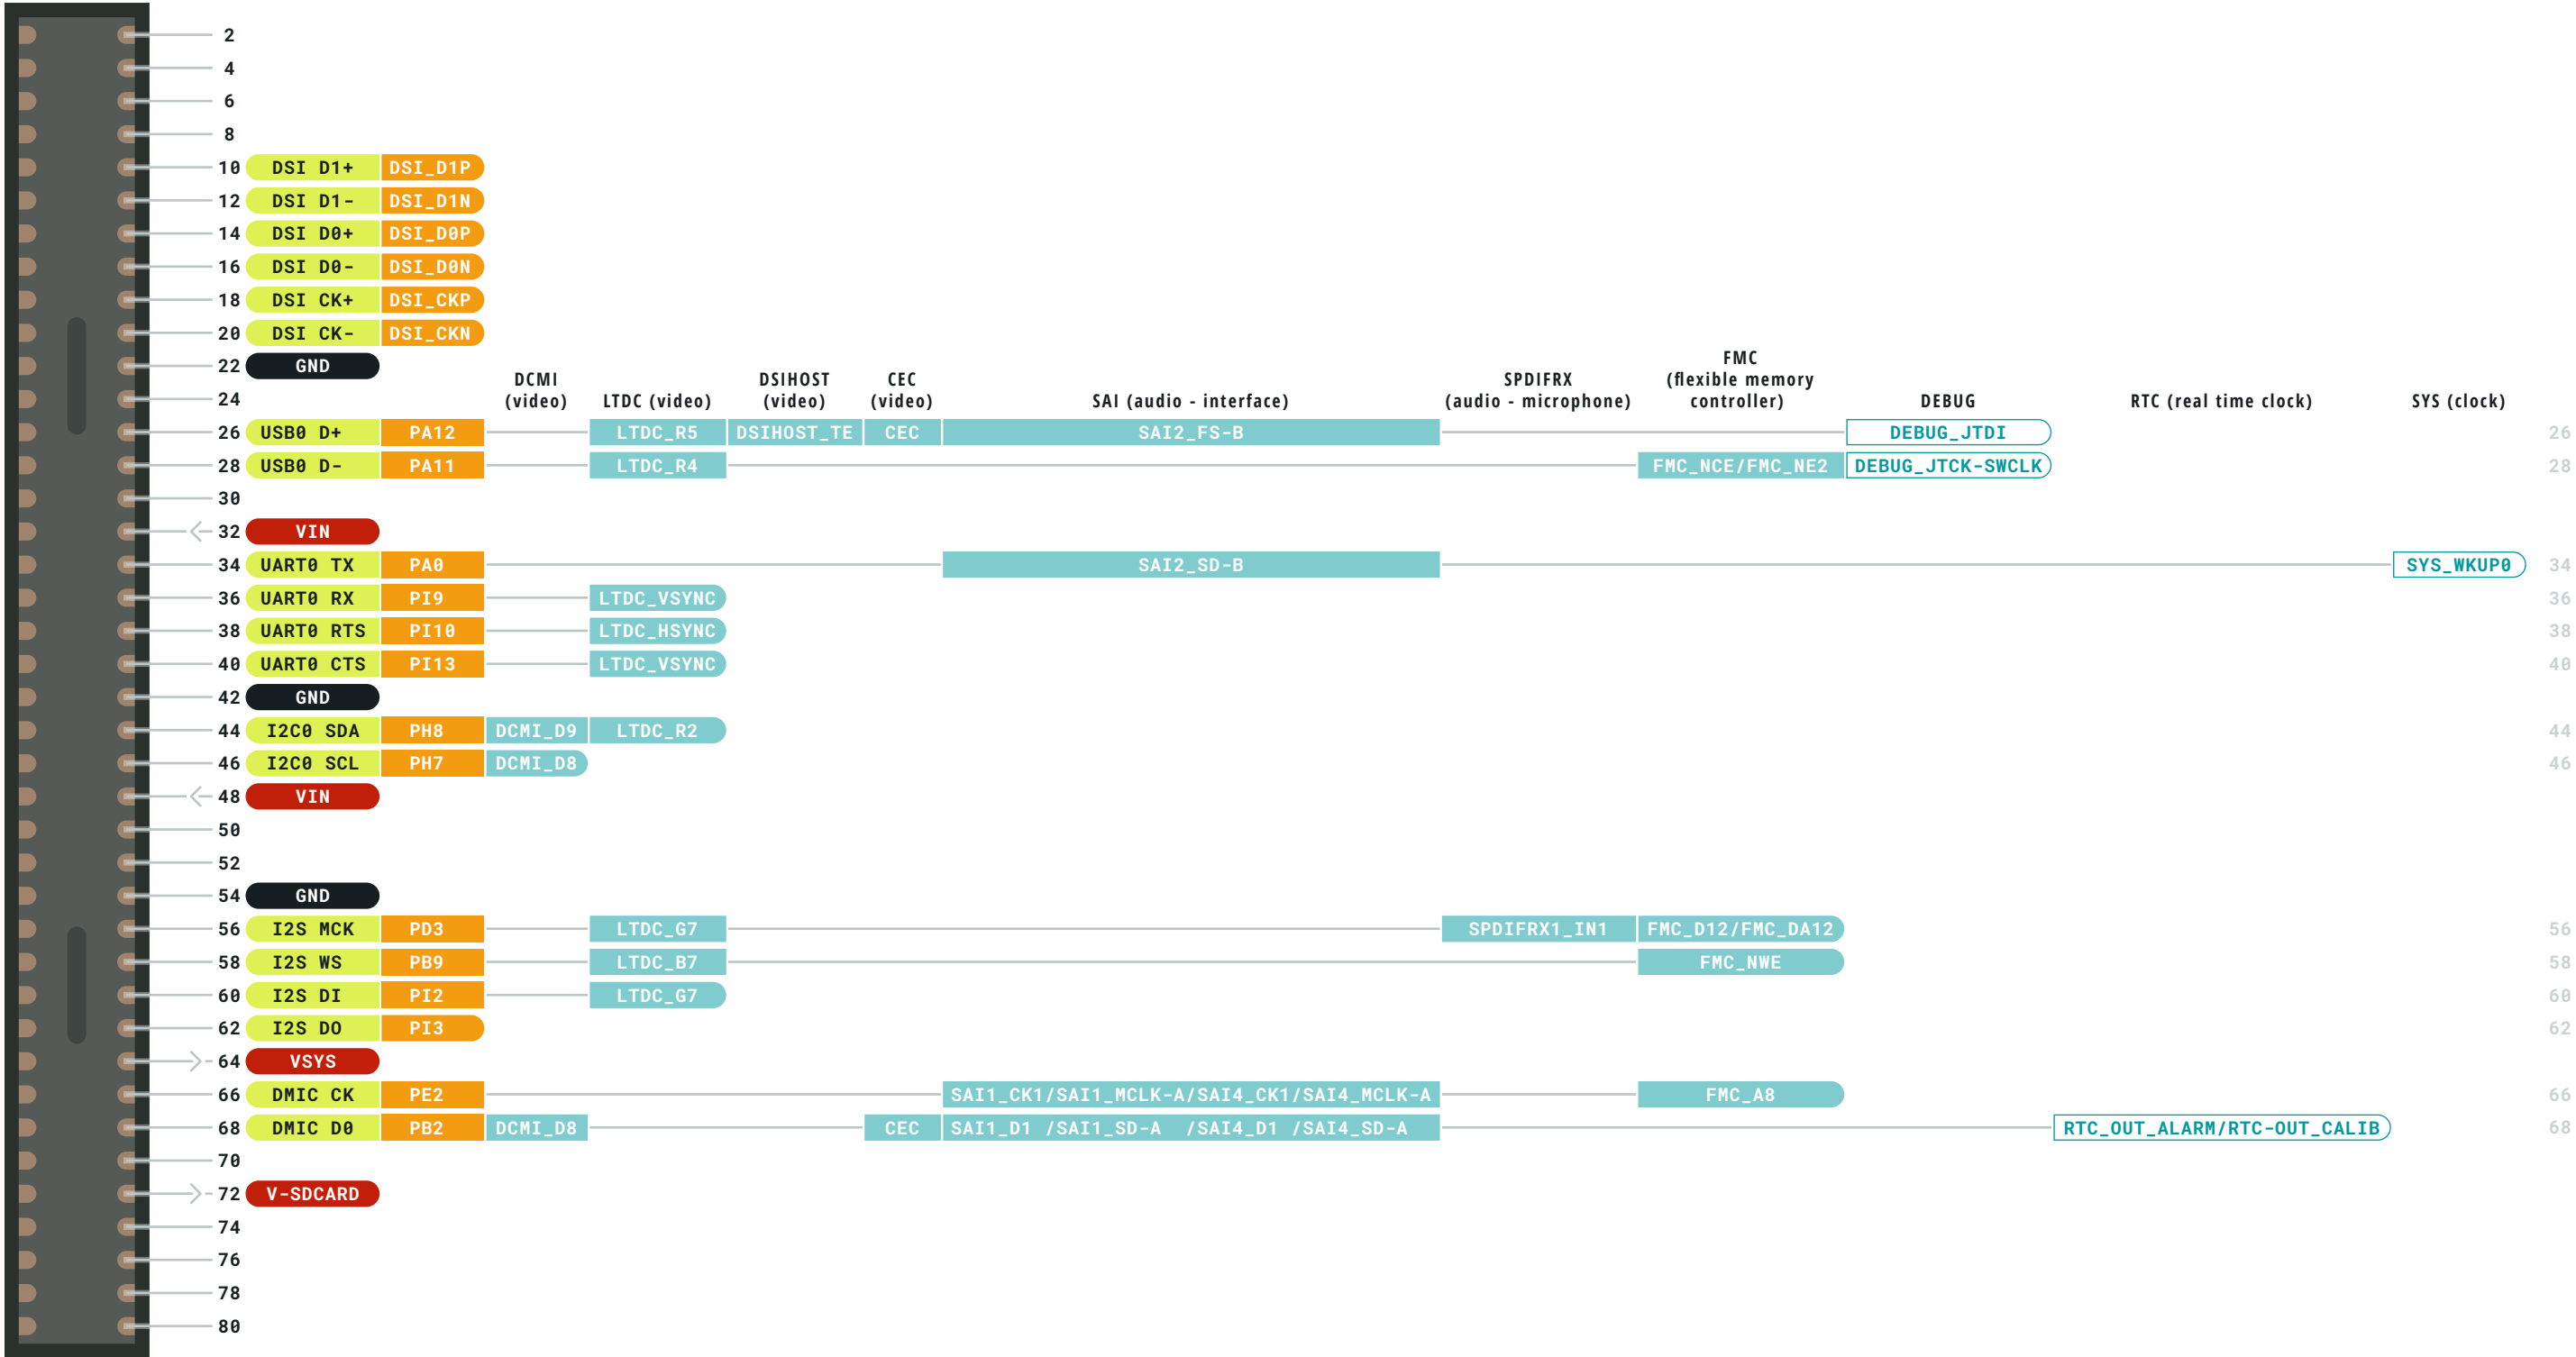 2
4
6
8
10 DSI D1+ DSI_D1P
12 DSI D1- DSI_D1N
14 DSI D0+ DSI_D0P
16 DSI D0- DSI_D0N
18 DSI CK+ DSI_CKP
20 DSI CK- DSI_CKN
22 GND
24
DCMI (video)
LTDC (video)
DSIHOST (video)
CEC (video)
SAI (audio - interface)
SPDIFRX (audio - microphone)
FMC (flexible memory controller)
DEBUG
RTC (real time clock)
SYS (clock)
26 USB0 D+ PA12 LTDC_R5 DSIHOST_TE CEC SAI2_FS-B DEBUG_JTDI 26
28 USB0 D- PA11 LTDC_R4 FMC_NCE/FMC_NE2 DEBUG_JTCK-SWCLK 28
30
32 VIN
34 UART0 TX PA0 SAI2_SD-B SYS_WKUP0 34
36 UART0 RX PI9 LTDC_VSYNC 36
38 UART0 RTS PI10 LTDC_HSYNC 38
40 UART0 CTS PI13 LTDC_VSYNC 40
42 GND
44 I2C0 SDA PH8 DCMI_D9 LTDC_R2 44
46 I2C0 SCL PH7 DCMI_D8 46
48 VIN
50
52
54 GND
56 I2S MCK PD3 LTDC_G7 SPDIFRX1_IN1 FMC_D12/FMC_DA12 56
58 I2S WS PB9 LTDC_B7 FMC_NWE 58
60 I2S DI PI2 LTDC_G7 60
62 I2S DO PI3 62
64 VSYS
66 DMIC CK PE2 SAI1_CK1/SAI1_MCLK-A/SAI4_CK1/SAI4_MCLK-A FMC_A8 66
68 DMIC D0 PB2 DCMI_D8 CEC SAI1_D1 /SAI1_SD-A /SAI4_D1 /SAI4_SD-A RTC_OUT_ALARM/RTC-OUT_CALIB 68
70
72 V-SDCARD
74
76
78
80